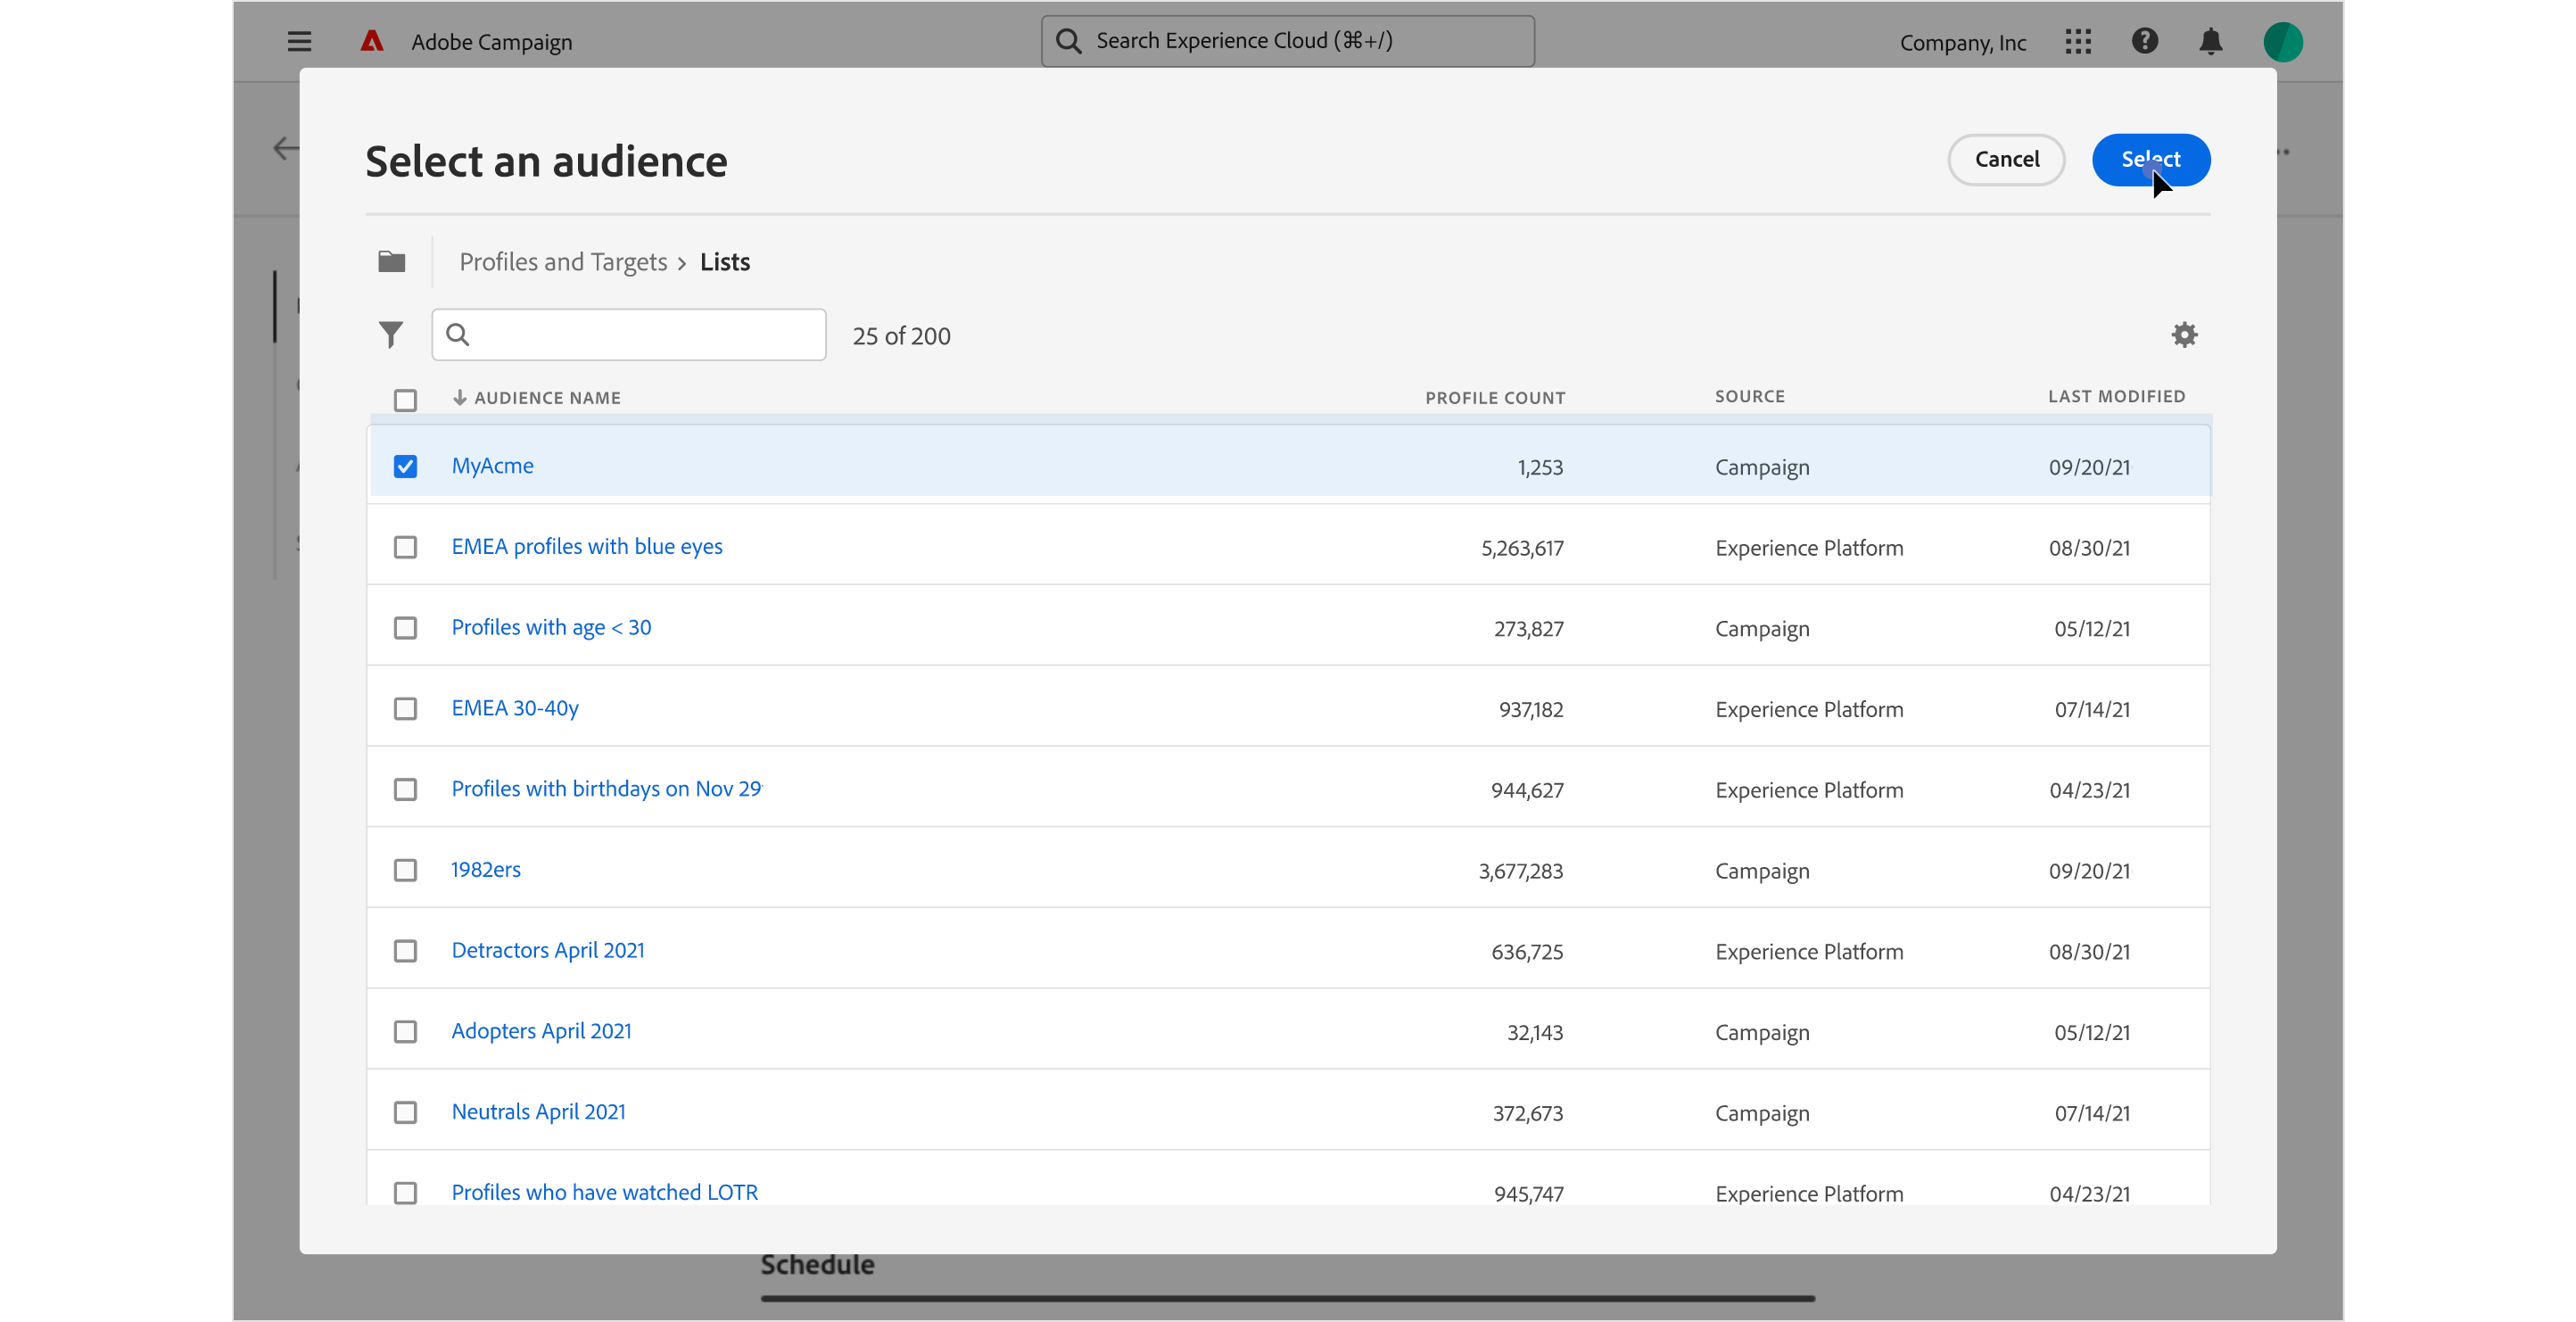 Adobe Campaign
Search Experience Cloud (⌘+/)
Company, Inc
Select an audience
Cancel
Select
Profiles and Targets > Lists
25 of 200
AUDIENCE NAME PROFILE COUNT SOURCE LAST MODIFIED
MyAcme 1,253 Campaign 09/20/21
EMEA profiles with blue eyes 5,263,617 Experience Platform 08/30/21
Profiles with age < 30 273,827 Campaign 05/12/21
EMEA 30-40y 937,182 Experience Platform 07/14/21
Profiles with birthdays on Nov 29 944,627 Experience Platform 04/23/21
1982ers 3,677,283 Campaign 09/20/21
Detractors April 2021 636,725 Experience Platform 08/30/21
Adopters April 2021 32,143 Campaign 05/12/21
Neutrals April 2021 372,673 Campaign 07/14/21
Profiles who have watched LOTR 945,747 Experience Platform 04/23/21
Schedule